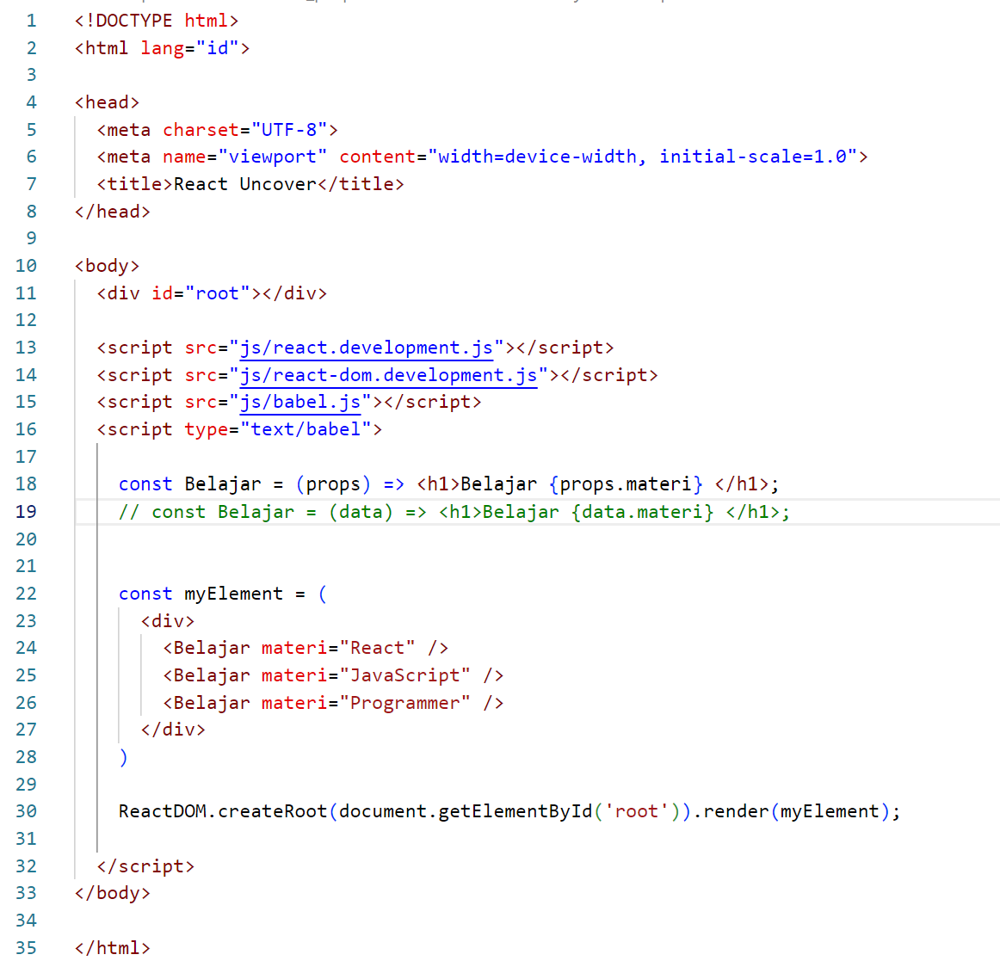 1 <!DOCTYPE html>
2 <html lang="id">
3
4 <head>
5 <meta charset="UTF-8">
6 <meta name="viewport" content="width=device-width, initial-scale=1.0">
7 <title>React Uncover</title>
8 </head>
9
10 <body>
11 <div id="root"></div>
12
13 <script src="js/react.development.js"></script>
14 <script src="js/react-dom.development.js"></script>
15 <script src="js/babel.js"></script>
16 <script type="text/babel">
17
18 const Belajar = (props) => <h1>Belajar {props.materi} </h1>;
19 // const Belajar = (data) => <h1>Belajar {data.materi} </h1>;
20
21
22 const myElement = (
23 <div>
24 <Belajar materi="React" />
25 <Belajar materi="JavaScript" />
26 <Belajar materi="Programmer" />
27 </div>
28 )
29
30 ReactDOM.createRoot(document.getElementById('root')).render(myElement);
31
32 </script>
33 </body>
34
35 </html>